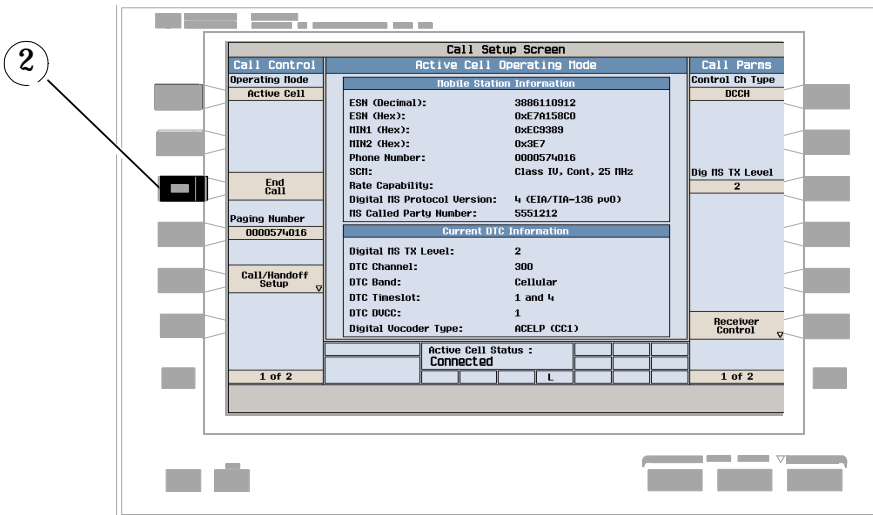 2
Call Setup Screen
Call Control
Active Cell Operating Mode
Call Parms
Operating Mode
Active Cell
End
Call
Paging Number
0000574016
Call/Handoff
Setup
1 of 2
Mobile Station Information
ESN (Decimal): 3886110912
ESN (Hex): 0xE7A158C0
MIN1 (Hex): 0xEC9389
MIN2 (Hex): 0x3E7
Phone Number: 0000574016
SCM: Class IV, Cont, 25 MHz
Rate Capability:
Digital MS Protocol Version: 4 (EIA/TIA-136 pv0)
MS Called Party Number: 5551212
Current DTC Information
Digital MS TX Level: 2
DTC Channel: 300
DTC Band: Cellular
DTC Timeslot: 1 and 4
DTC DVCC: 1
Digital Vocoder Type: ACELP (CC1)
Active Cell Status :
Connected
L
Control Ch Type
DCCH
Dig MS TX Level
2
Receiver
Control
1 of 2